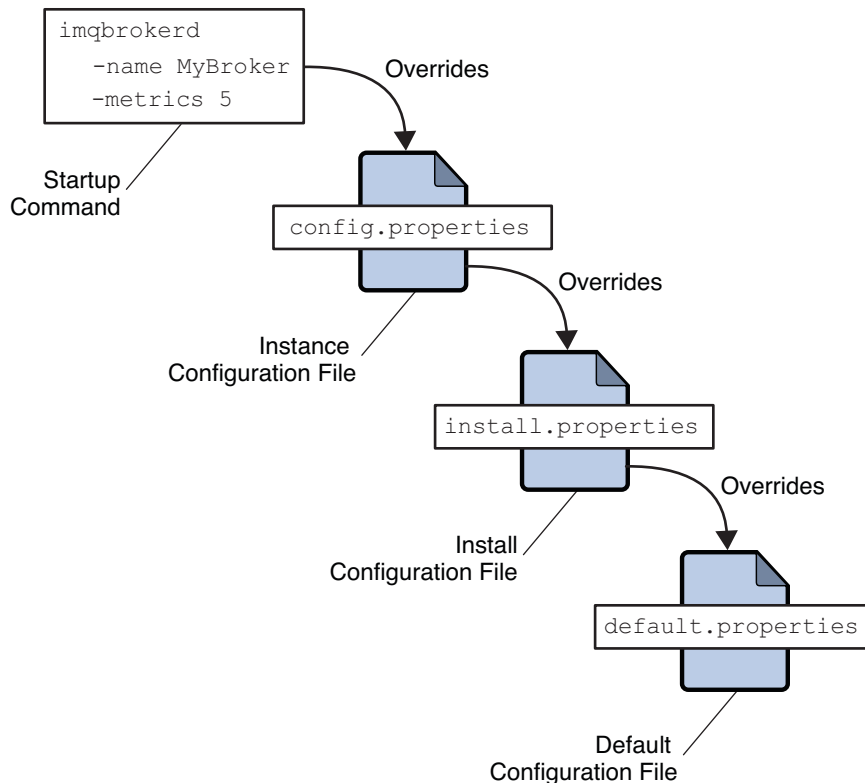 imqbrokerd
-name MyBroker
-metrics 5
Overrides
Startup
Command
config.properties
Overrides
Instance
Configuration File
install.properties
Overrides
Install
Configuration File
default.properties
Default
Configuration File